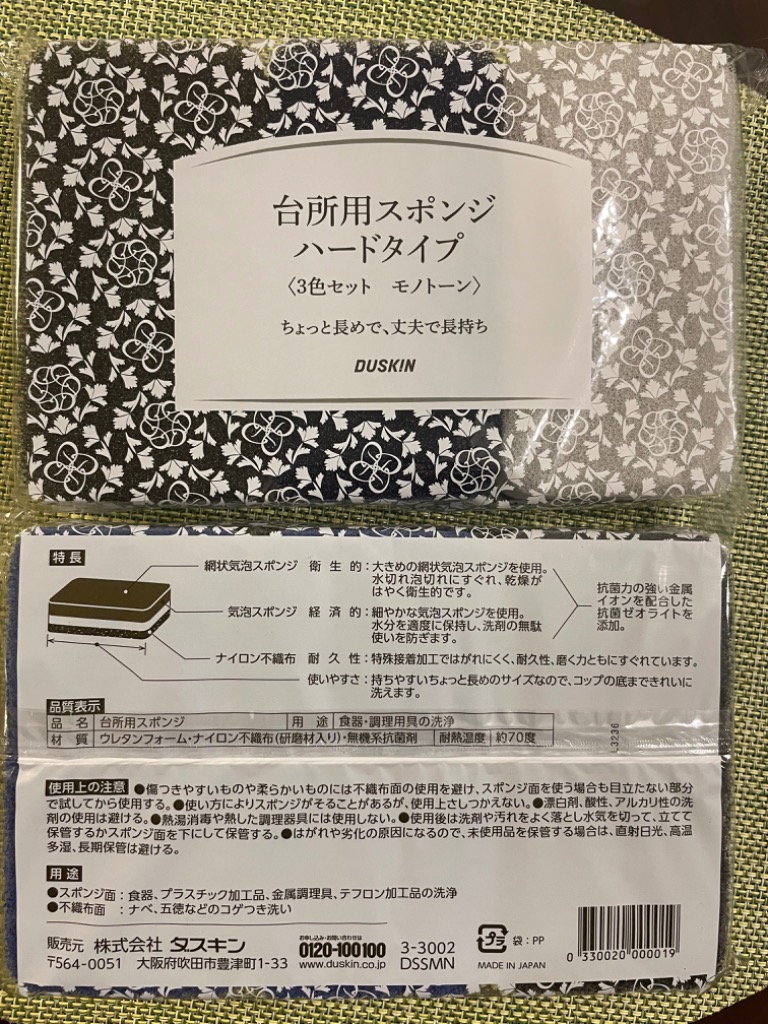 台所用スポンジ
ハードタイプ
〈3色セット　モノトーン〉
ちょっと長めで、丈夫で長持ち
DUSKIN
特長
網状気泡スポンジ 衛生的：大きめの網状気泡スポンジを使用。
水切れ泡切れにすぐれ、乾燥が
はやく衛生的です。
気泡スポンジ 経済的：細やかな気泡スポンジを使用。
水分を適度に保持し、洗剤の無駄
使いを防ぎます。
抗菌力の強い金属
イオンを配合した
抗菌ゼオライトを
添加。
ナイロン不織布 耐久性：特殊接着加工ではがれにくく、耐久性、磨く力ともにすぐれています。
使いやすさ：持ちやすいちょっと長めのサイズなので、コップの底まできれいに
洗えます。
品質表示
品名 台所用スポンジ 用途 食器・調理用具の洗浄
材質 ウレタンフォーム・ナイロン不織布(研磨材入り)・無機系抗菌剤 耐熱温度 約70度
L3236
使用上の注意 ●傷つきやすいものや柔らかいものには不織布面の使用を避け、スポンジ面を使う場合も目立たない部分
で試してから使用する。●使い方によりスポンジがそることがあるが、使用上さしつかえない。●漂白剤、酸性、アルカリ性の洗
剤の使用は避ける。●熱湯消毒や熱した調理器具には使用しない。●使用後は洗剤や汚れをよく落とし水気を切って、立てて
保管するかスポンジ面を下にして保管する。●はがれや劣化の原因になるので、未使用品を保管する場合は、直射日光、高温
多湿、長期保管は避ける。
用途
●スポンジ面：食器、プラスチック加工品、金属調理具、テフロン加工品の洗浄
●不織布面：ナベ、五徳などのコゲつき洗い
販売元 株式会社 ダスキン
〒564-0051 大阪府吹田市豊津町1-33
お申し込み・お問い合わせは
0120-100100
www.duskin.co.jp
3-3002
DSSMN
プラ 袋：PP
MADE IN JAPAN
0 330020 000019